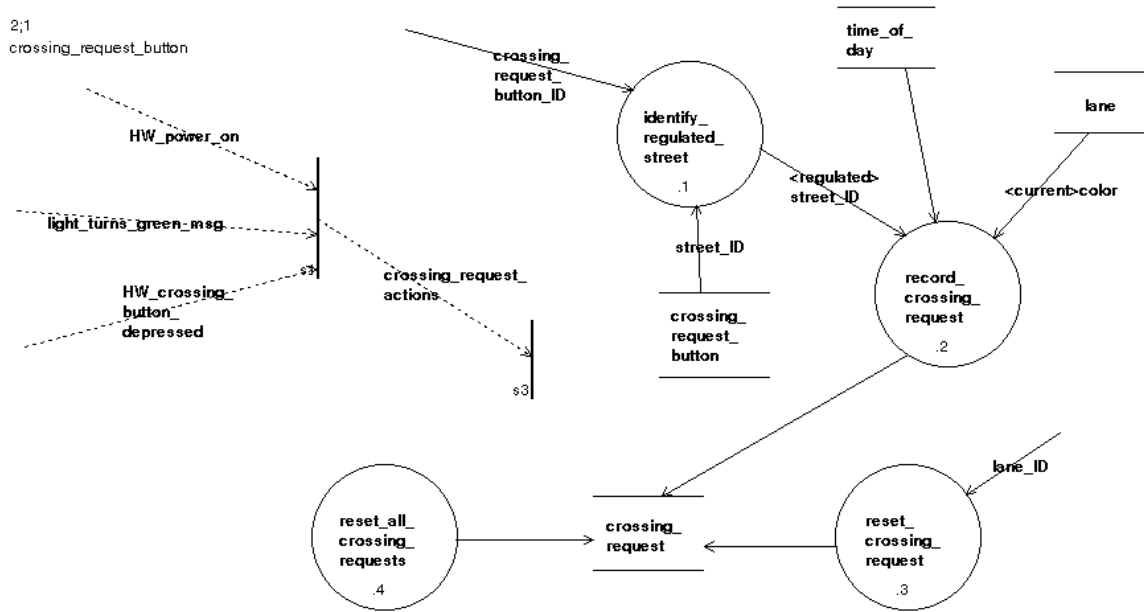 2;1
crossing_request_button
HW_power_on
light_turns_green-msg
HW_crossing_
button_
depressed
s3
crossing_request_
actions
s3
crossing_
request_
button_ID
identify_
regulated_
street
.1
time_of_
day
lane
<regulated>
street_ID
<current>color
street_ID
crossing_
request_
button
record_
crossing_
request
.2
lane_ID
reset_all_
crossing_
requests
.4
crossing_
request
reset_
crossing_
request
.3